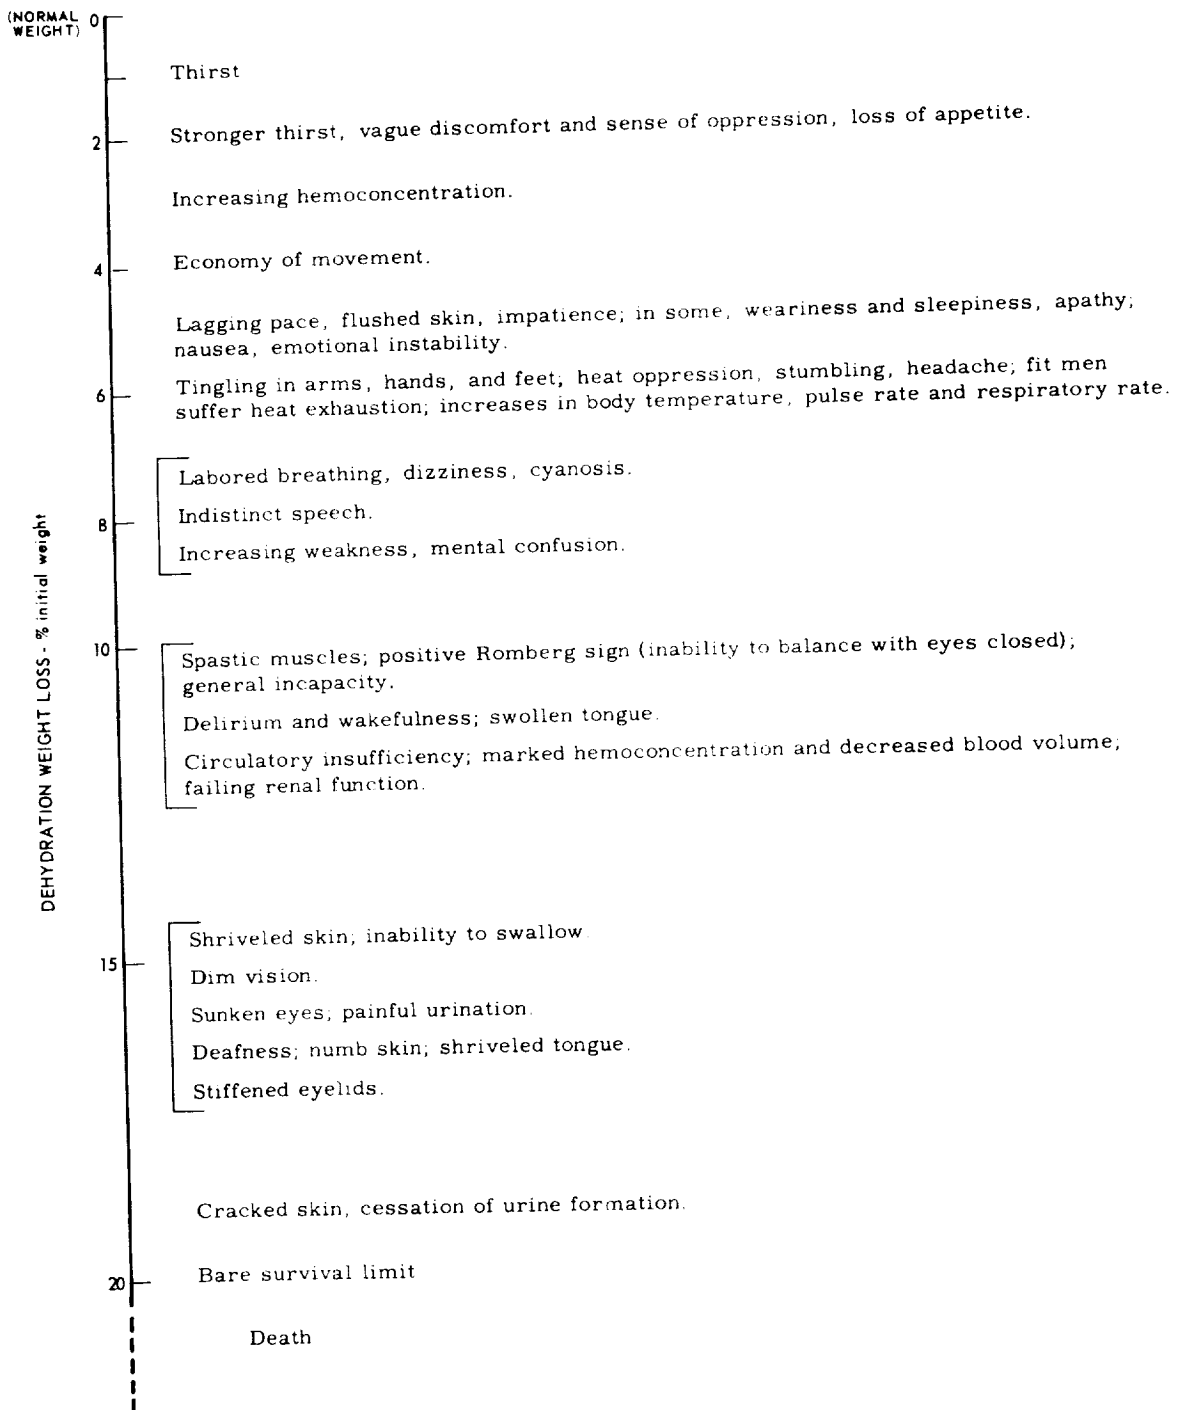 (NORMAL WEIGHT) 0
Thirst
2 Stronger thirst, vague discomfort and sense of oppression, loss of appetite.
Increasing hemoconcentration.
4 Economy of movement.
Lagging pace, flushed skin, impatience; in some, weariness and sleepiness, apathy;
nausea, emotional instability.
Tingling in arms, hands, and feet; heat oppression, stumbling, headache; fit men
6 suffer heat exhaustion; increases in body temperature, pulse rate and respiratory rate.
Labored breathing, dizziness, cyanosis.
8 Indistinct speech.
Increasing weakness, mental confusion.
10 Spastic muscles; positive Romberg sign (inability to balance with eyes closed);
general incapacity.
Delirium and wakefulness; swollen tongue.
Circulatory insufficiency; marked hemoconcentration and decreased blood volume;
failing renal function.
DEHYDRATION WEIGHT LOSS - % initial weight
Shriveled skin; inability to swallow.
15 Dim vision.
Sunken eyes; painful urination.
Deafness; numb skin; shriveled tongue.
Stiffened eyelids.
Cracked skin, cessation of urine formation.
20 Bare survival limit
Death